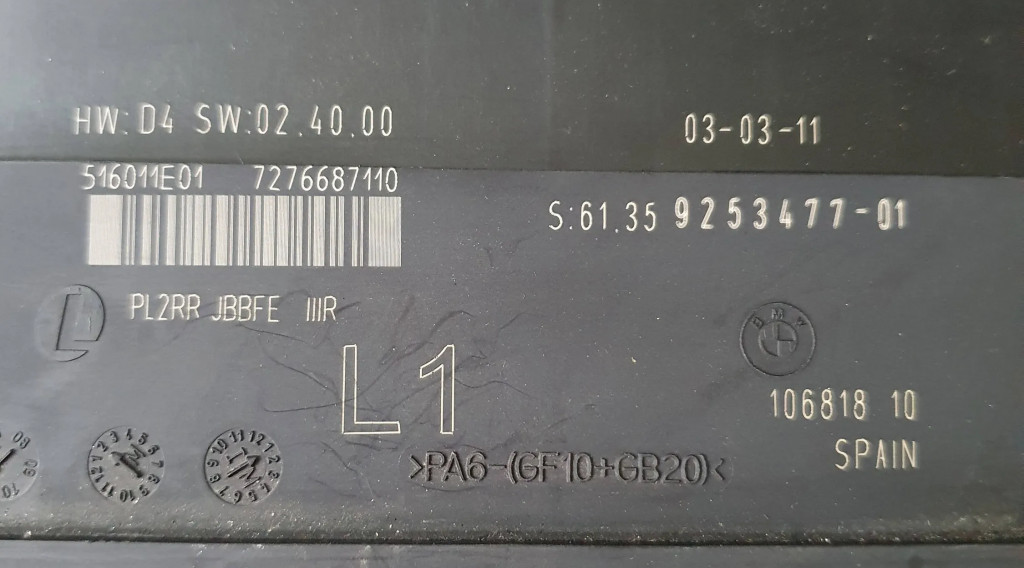 HW: D4 SW:02.40.00
03-03-11
516011E01 7276687110
S:61.35 9253477-01
PL2RR JBBFE IIIR
L
BMW
L1
106818 10
SPAIN
>PA6-(GF10+GB20)<